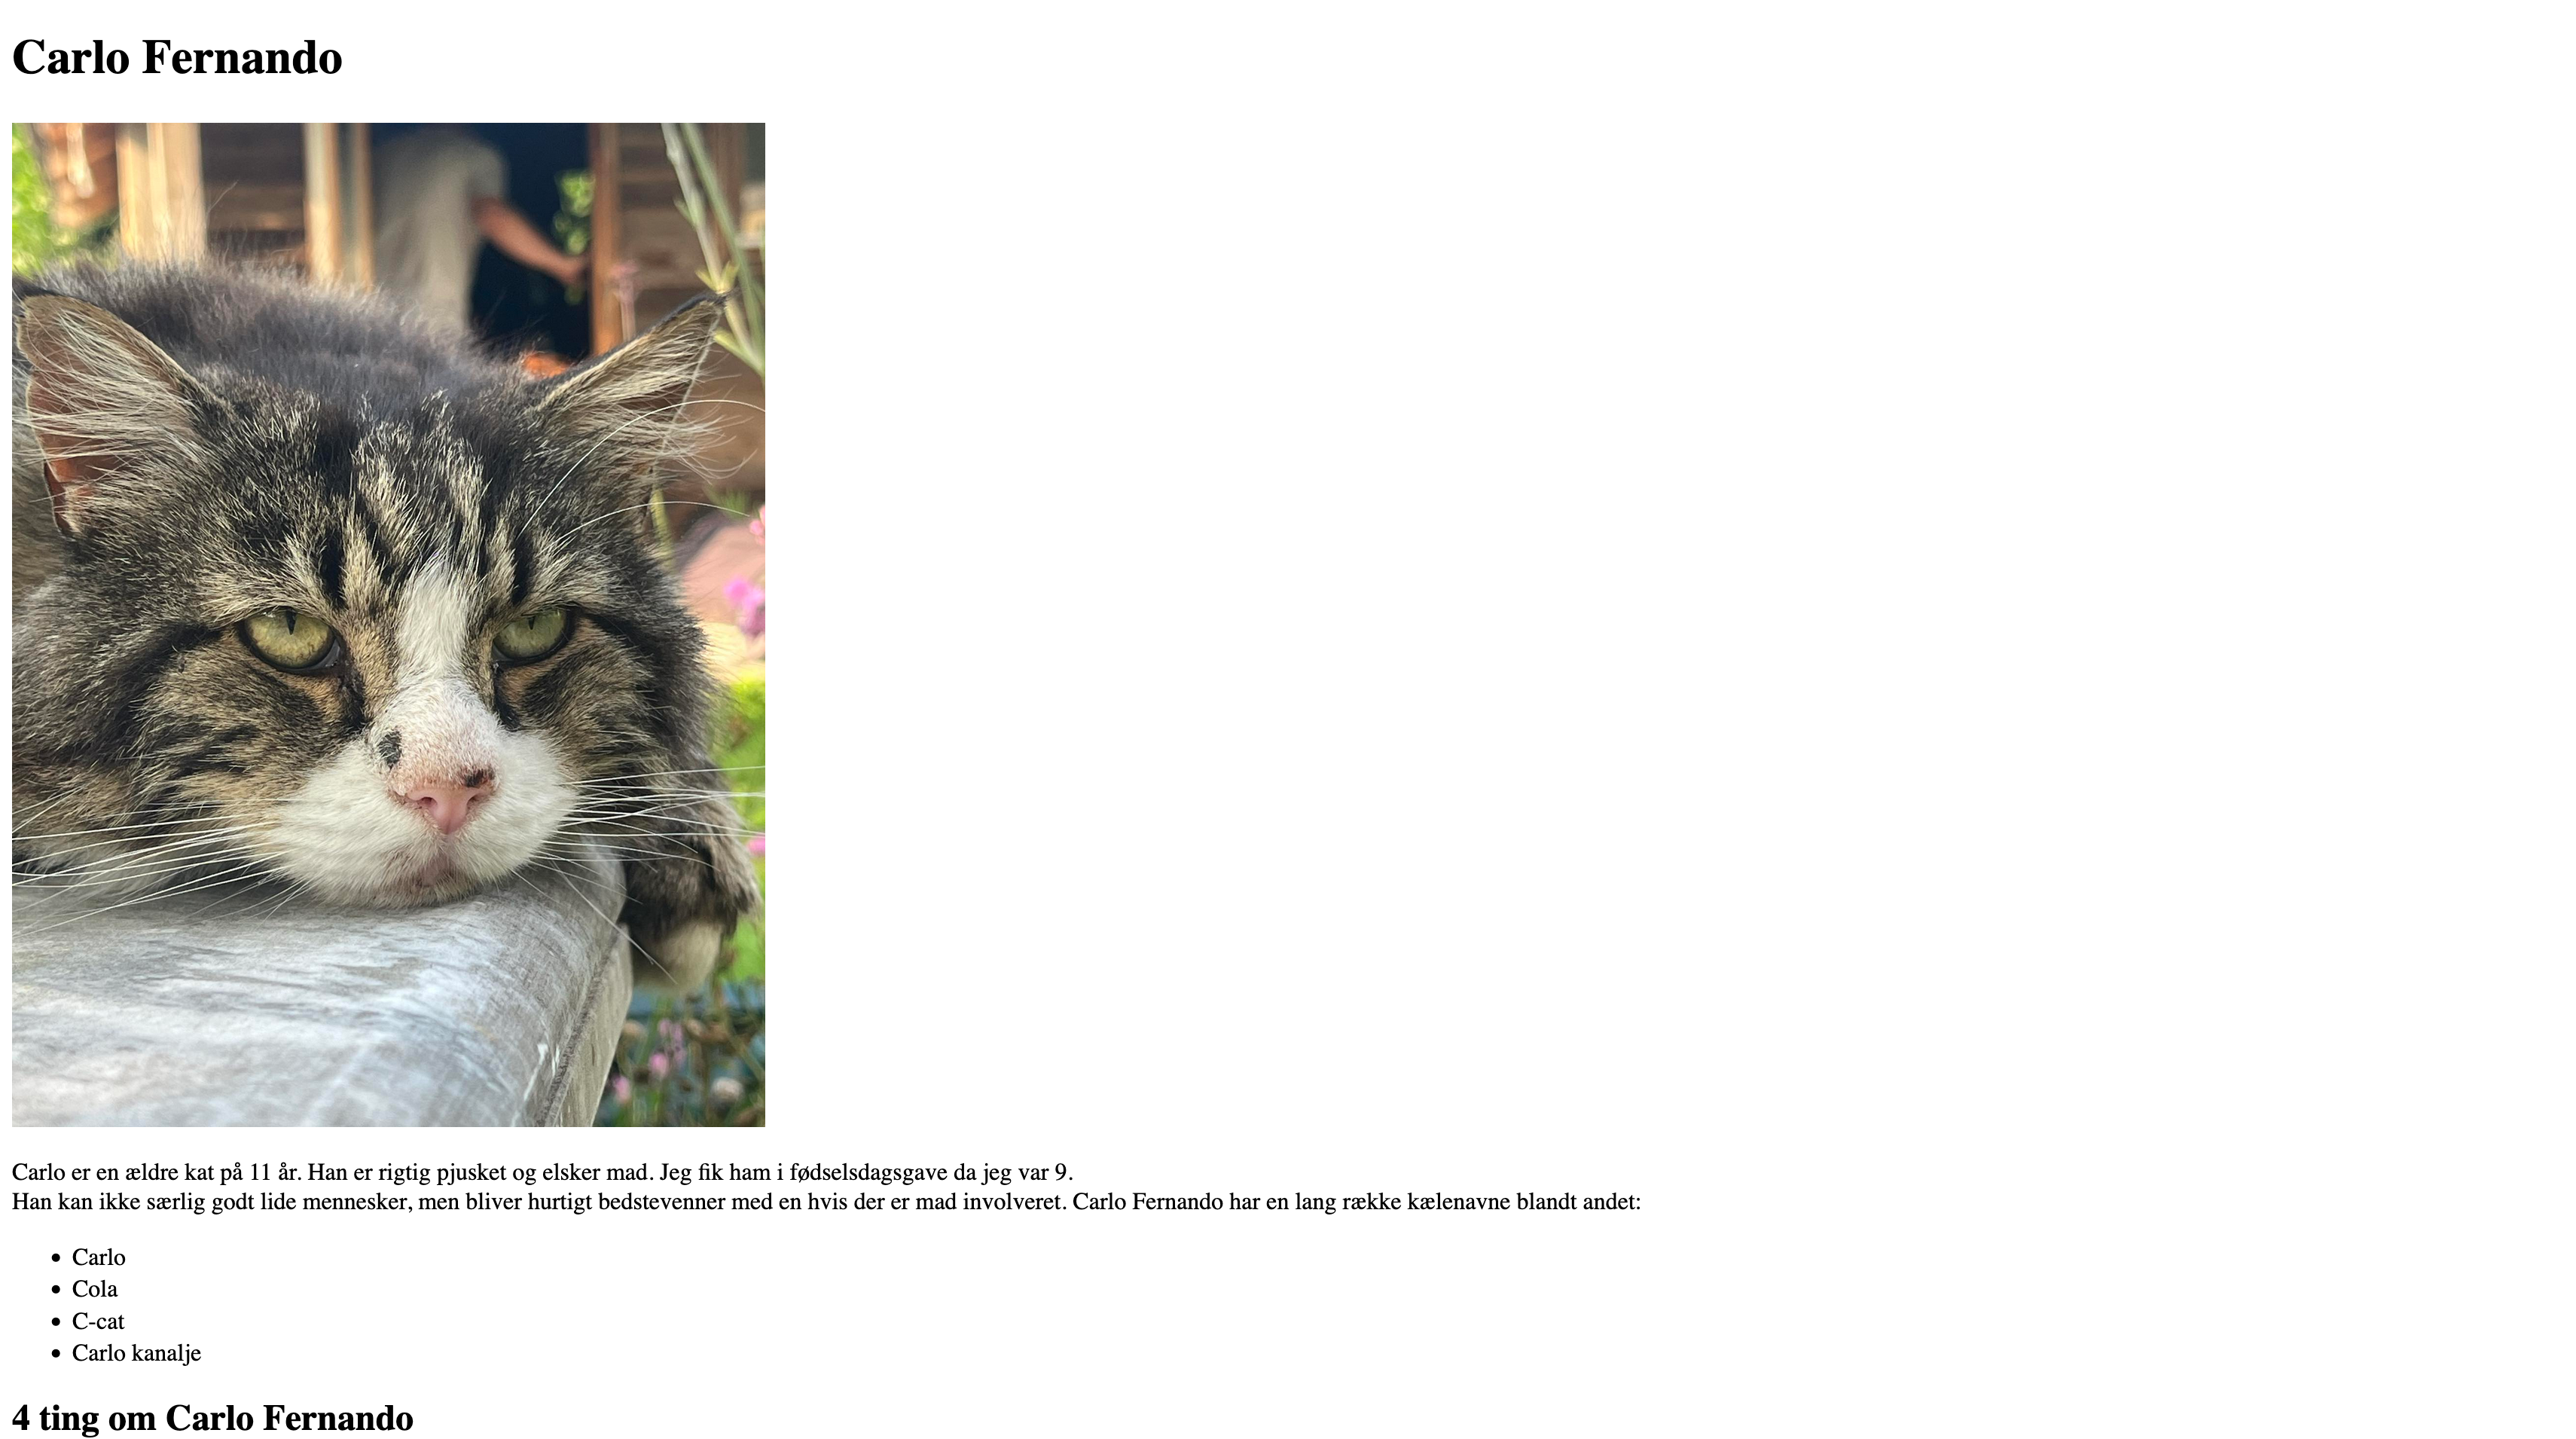 Carlo Fernando
Carlo er en ældre kat på 11 år. Han er rigtig pjusket og elsker mad. Jeg fik ham i fødselsdagsgave da jeg var 9.
Han kan ikke særlig godt lide mennesker, men bliver hurtigt bedstevenner med en hvis der er mad involveret. Carlo Fernando har en lang række kælenavne blandt andet:
• Carlo
• Cola
• C-cat
• Carlo kanalje
4 ting om Carlo Fernando